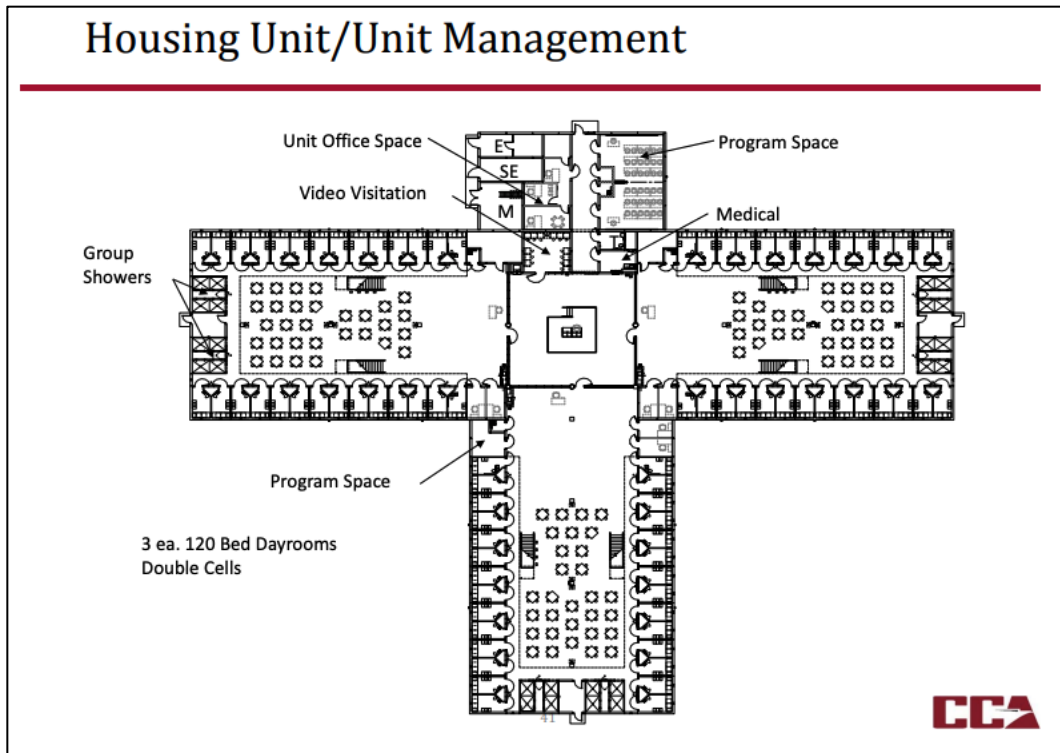 Housing Unit/Unit Management
Unit Office Space
E
Program Space
SE
Video Visitation
M
Medical
Group
Showers
Program Space
3 ea. 120 Bed Dayrooms
Double Cells
41
CCA